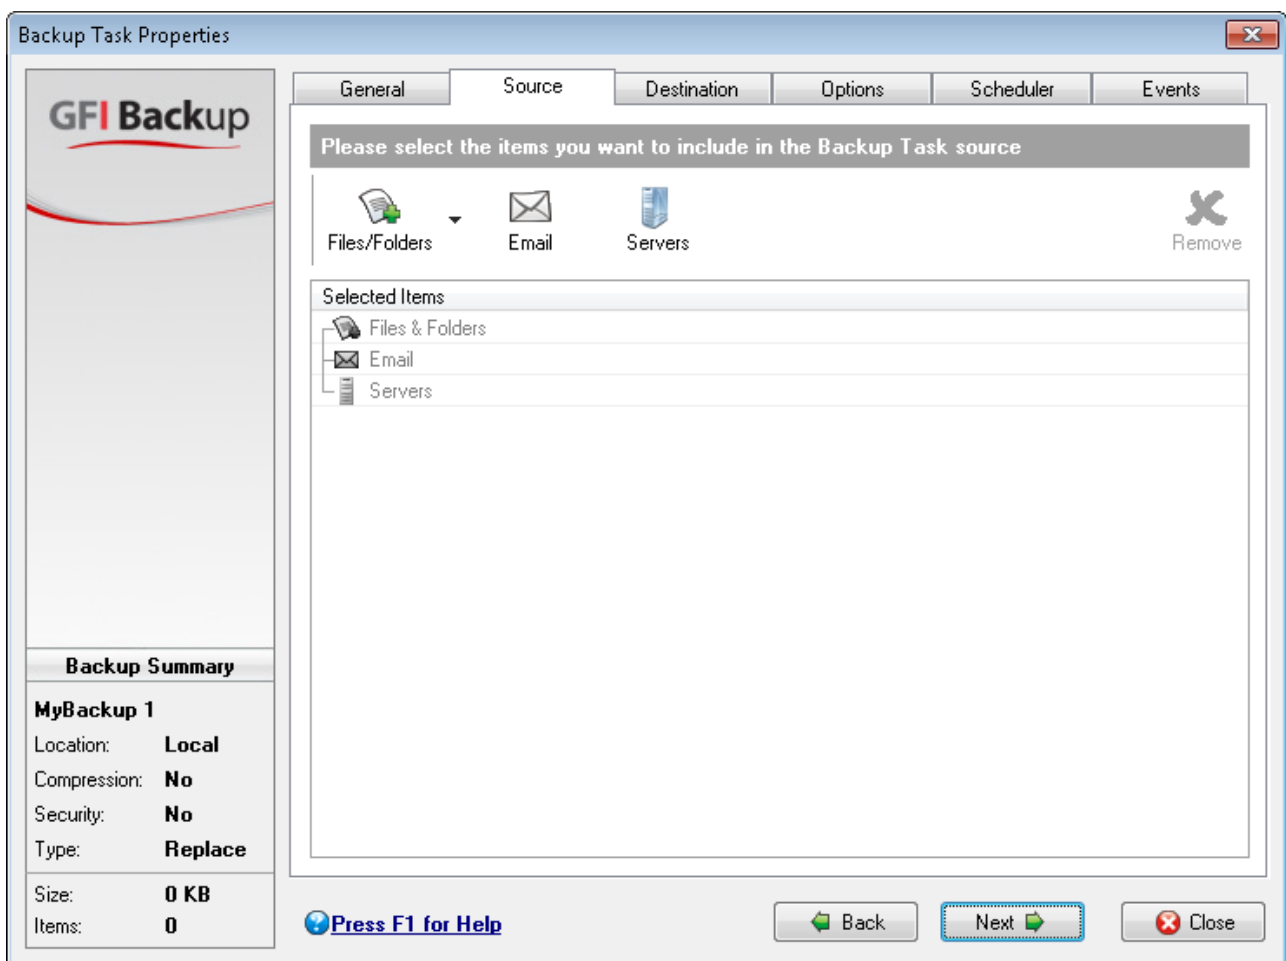 Backup Task Properties
GFI Backup
General Source Destination Options Scheduler Events
Please select the items you want to include in the Backup Task source
Files/Folders Email Servers Remove
Selected Items
Files & Folders
Email
Servers
Backup Summary
MyBackup 1
Location: Local
Compression: No
Security: No
Type: Replace
Size: 0 KB
Items: 0
Press F1 for Help Back Next Close